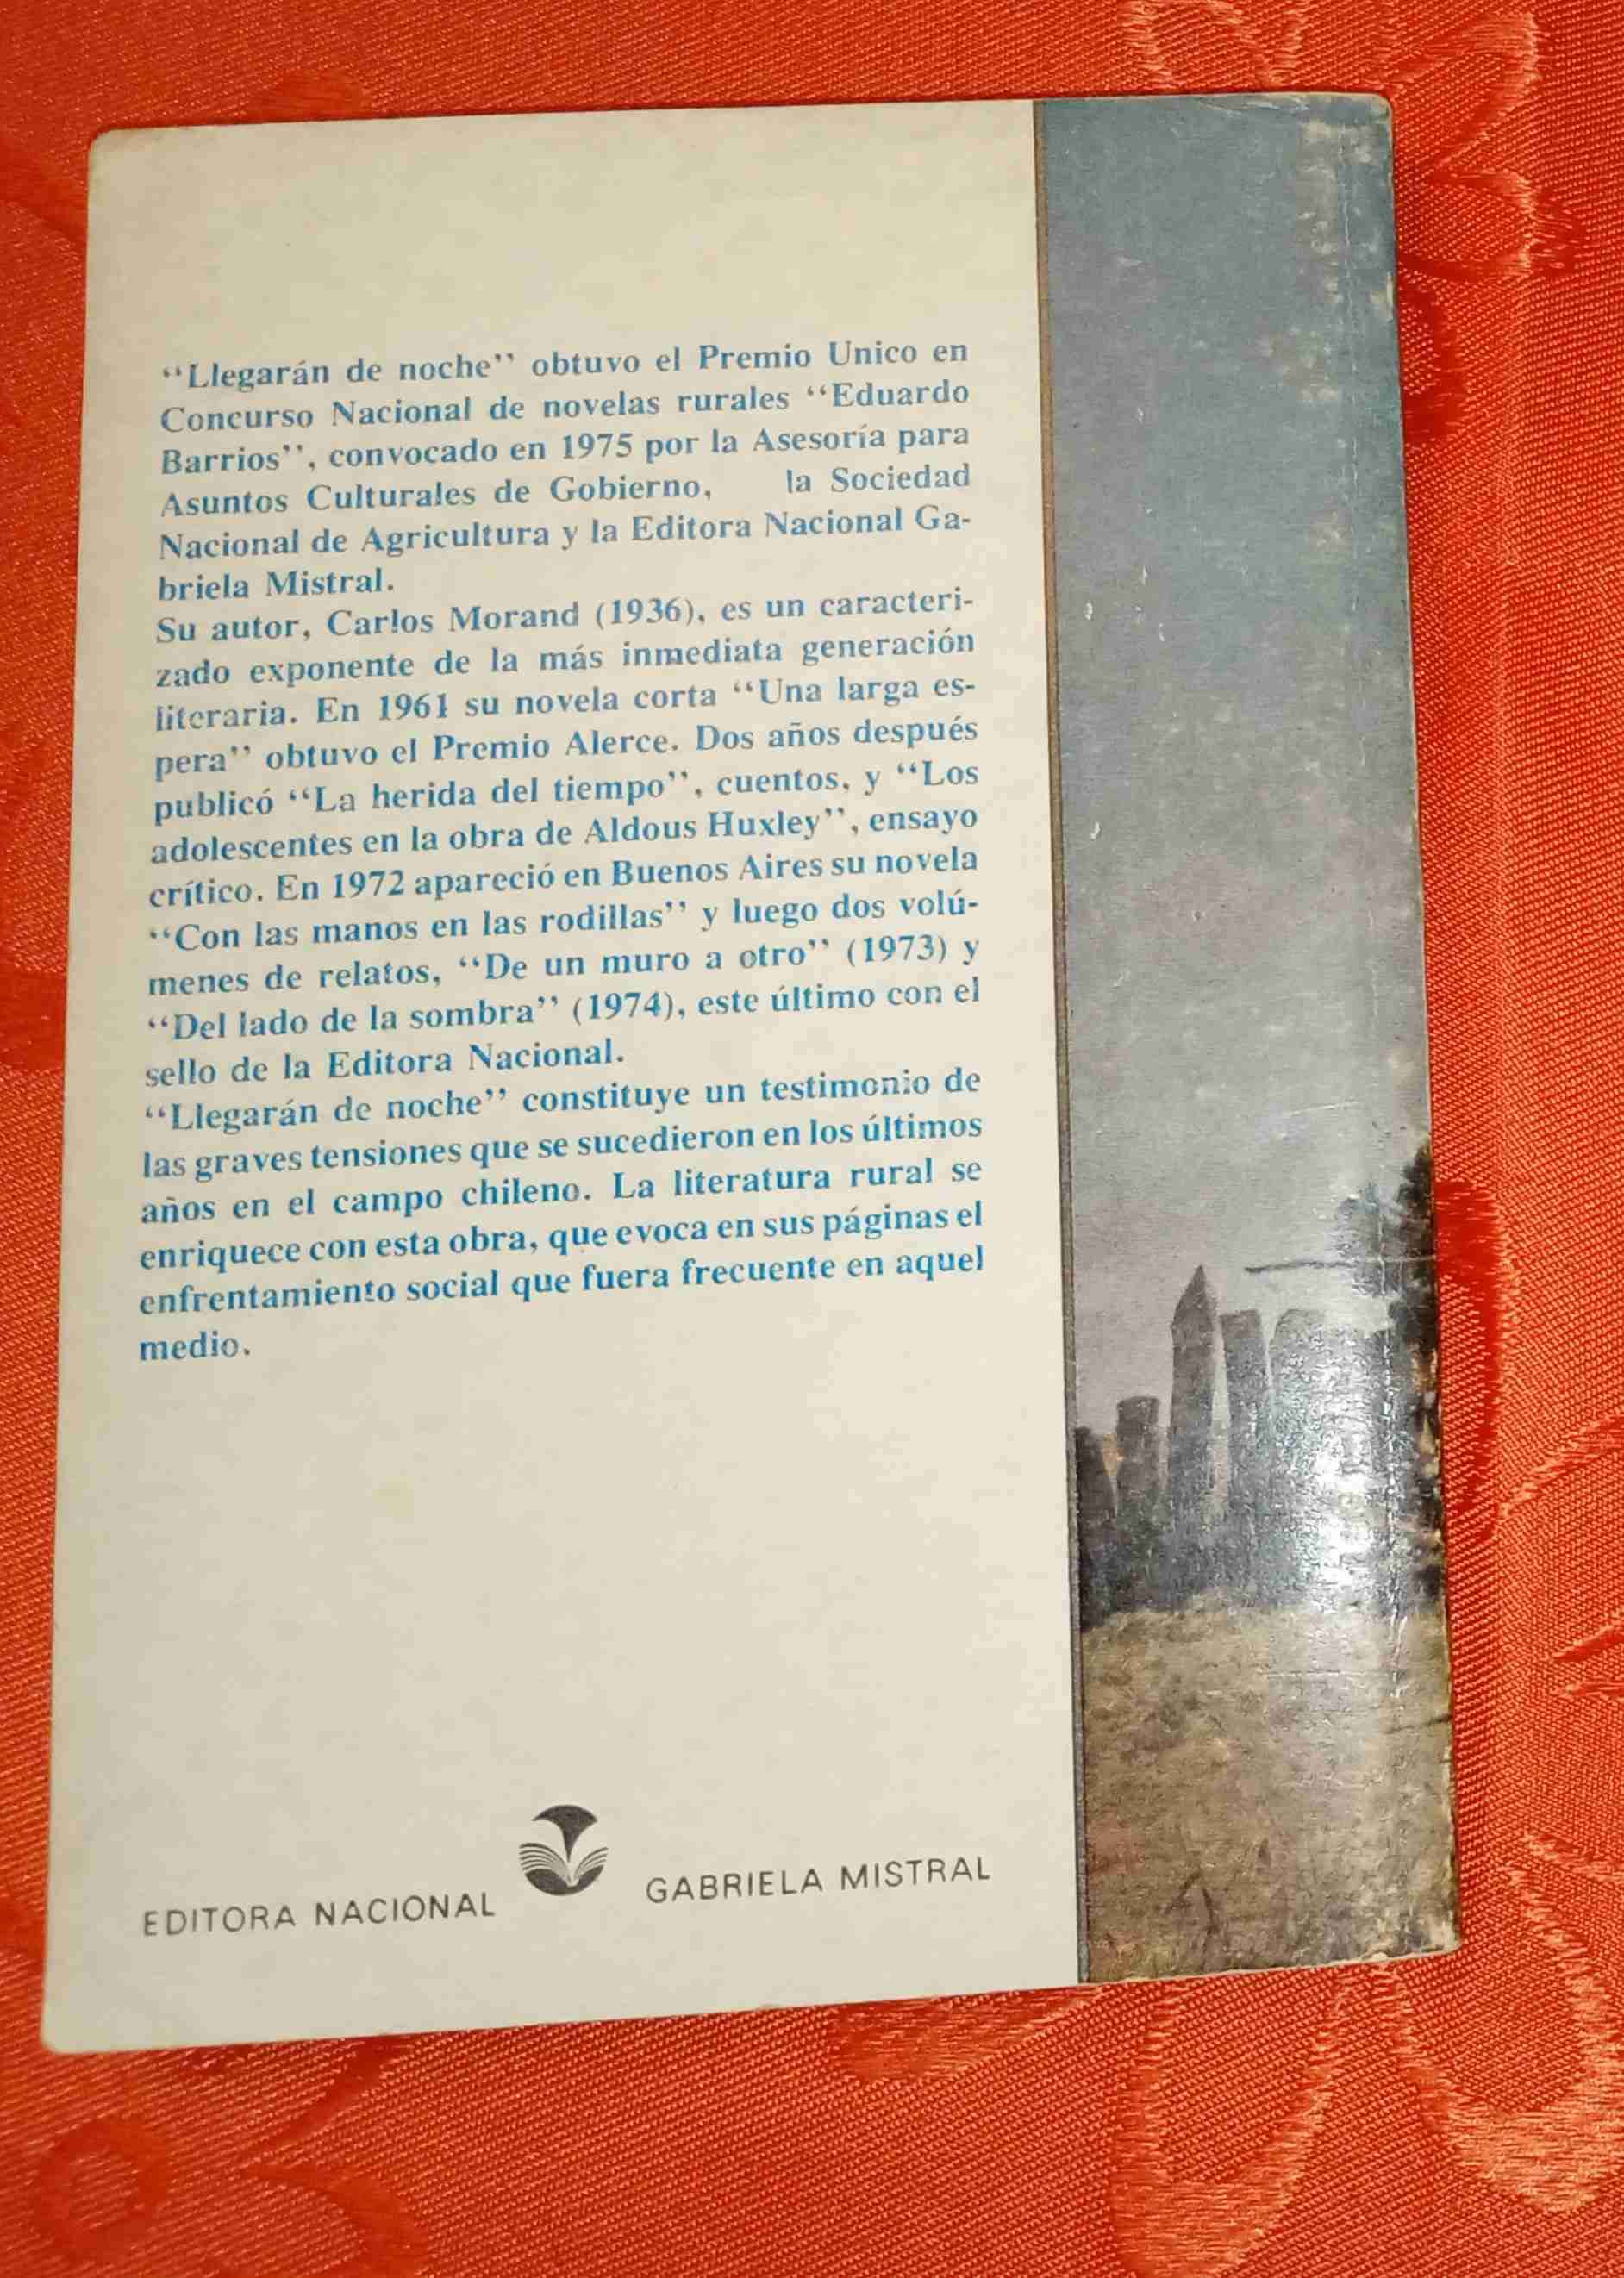 “Llegarán de noche” obtuvo el Premio Unico en
Concurso Nacional de novelas rurales “Eduardo
Barrios”, convocado en 1975 por la Asesoría para
Asuntos Culturales de Gobierno, la Sociedad
Nacional de Agricultura y la Editora Nacional Ga-
briela Mistral.
Su autor, Carlos Morand (1936), es un caracteri-
zado exponente de la más inmediata generación
literaria. En 1961 su novela corta “Una larga es-
pera” obtuvo el Premio Alerce. Dos años después
publicó “La herida del tiempo”, cuentos, y “Los
adolescentes en la obra de Aldous Huxley”, ensayo
crítico. En 1972 apareció en Buenos Aires su novela
“Con las manos en las rodillas” y luego dos volú-
menes de relatos, “De un muro a otro” (1973) y
“Del lado de la sombra” (1974), este último con el
sello de la Editora Nacional.
“Llegarán de noche” constituye un testimonio de
las graves tensiones que se sucedieron en los últimos
años en el campo chileno. La literatura rural se
enriquece con esta obra, que evoca en sus páginas el
enfrentamiento social que fuera frecuente en aquel
medio.
EDITORA NACIONAL GABRIELA MISTRAL